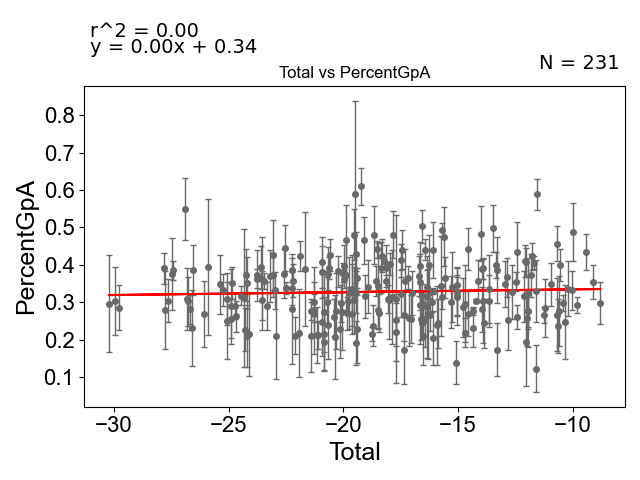 r^2 = 0.00
y = 0.00x + 0.34
N = 231
Total vs PercentGpA
PercentGpA
0.8
0.7
0.6
0.5
0.4
0.3
0.2
0.1
−30 −25 −20 −15 −10
Total